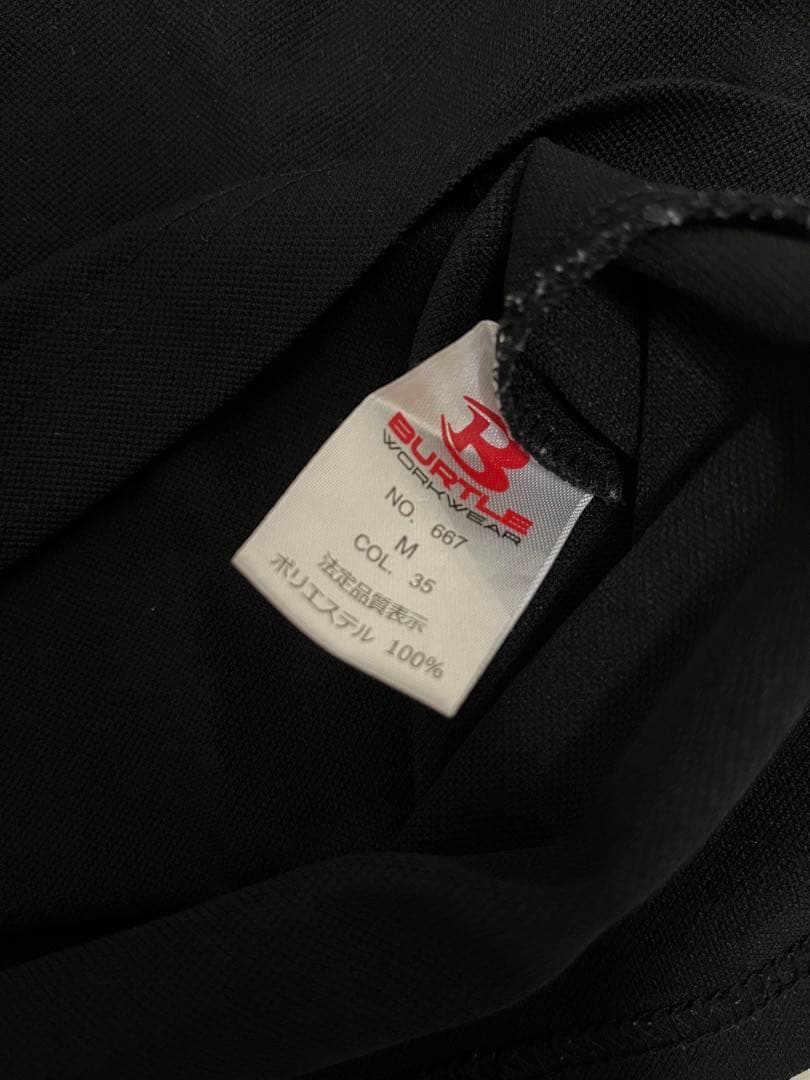 B
BURTLE
WORKWEAR
NO. 667
M
COL. 35
法定品質表示
ポリエステル 100%